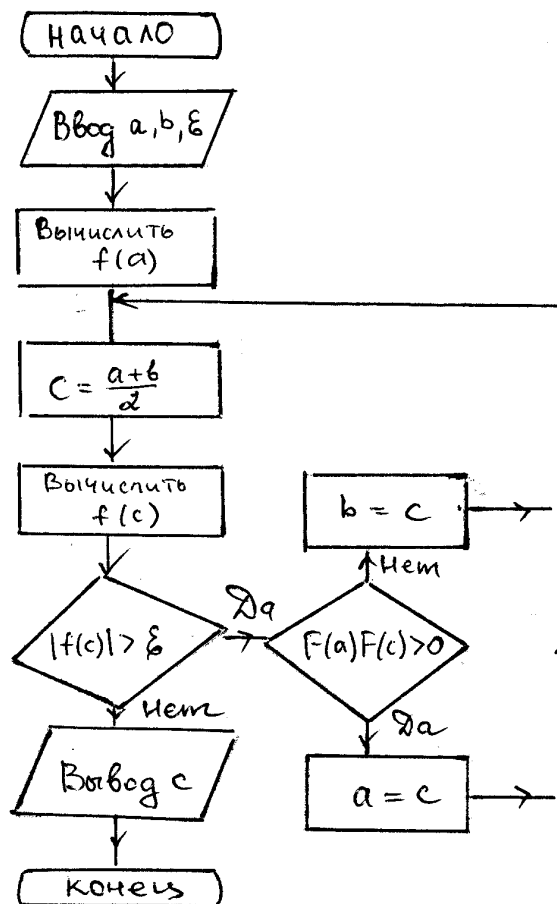 начало
Ввод a, b, ε
Вычислить
f(a)
C = a+b
2
Вычислить
f(c)
|f(c)| > ε
Да
Нет
F(a)F(c)>0
Нет
b = c
Да
a = c
Вывод c
конец